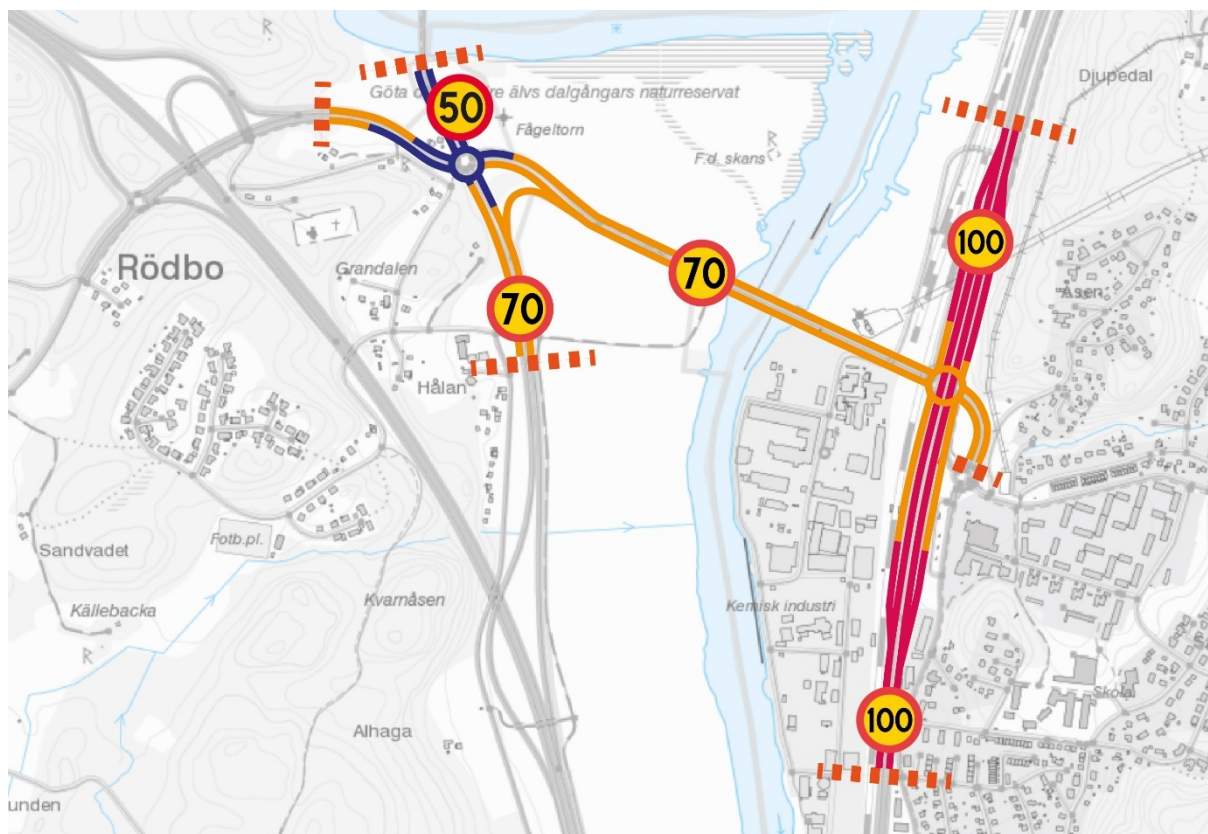 Djupedal
50
Göta o
re älvs dalgångars naturreservat
Fågeltorn
F.d. skans
100
Rödbo
Grandalen
70
70
Åsen
Hålan
Fotb.pl.
Sandvadet
Källebacka
Kvarnåsen
Kemisk industri
Skola
100
Alhaga
unden